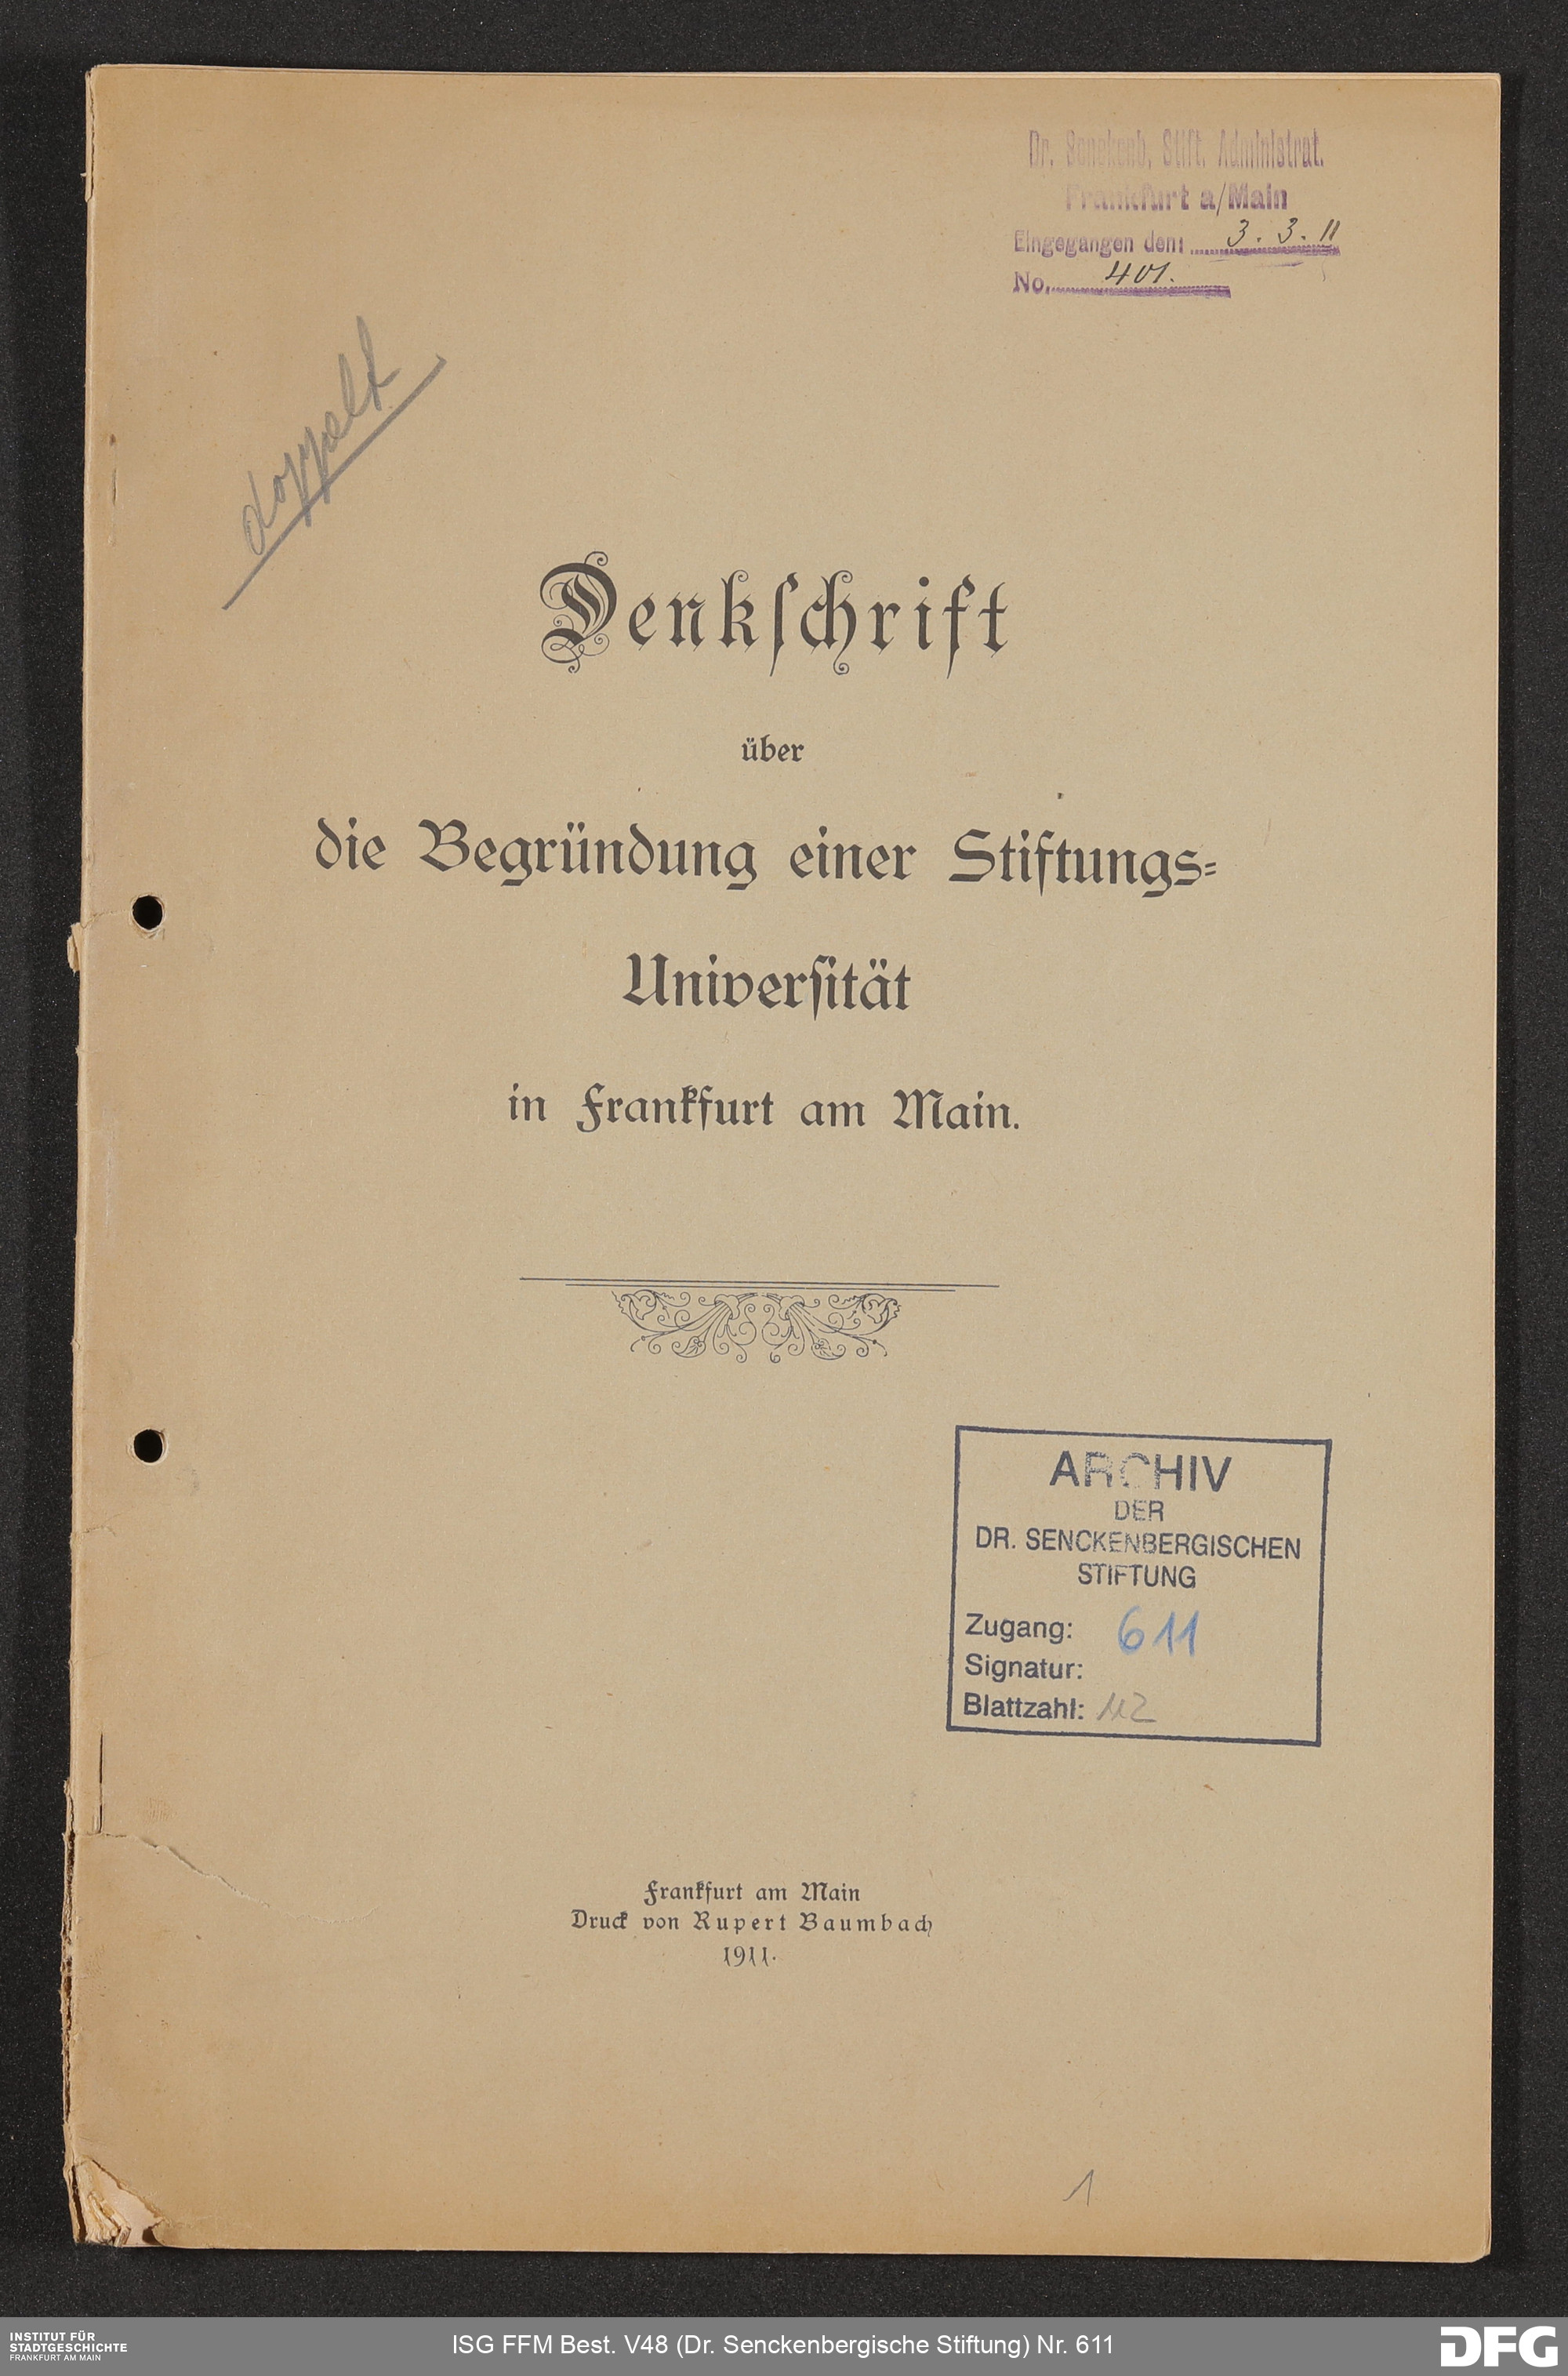 Dr. Senckenb. Stift. Administrat.
Frankfurt a/Main
Eingegangen den: 3. 3. 11
No. 401.
doppelt
Denkſchrift
über
die Begründung einer Stiftungs-
Univerſität
in Frankfurt am Main.
ARCHIV
DER
DR. SENCKENBERGISCHEN
STIFTUNG
Zugang: 611
Signatur:
Blattzahl: 112
Frankfurt am Main
Druck von Rupert Baumbach
1911.
1
INSTITUT FÜR
STADTGESCHICHTE
FRANKFURT AM MAIN
ISG FFM Best. V48 (Dr. Senckenbergische Stiftung) Nr. 611
DFG